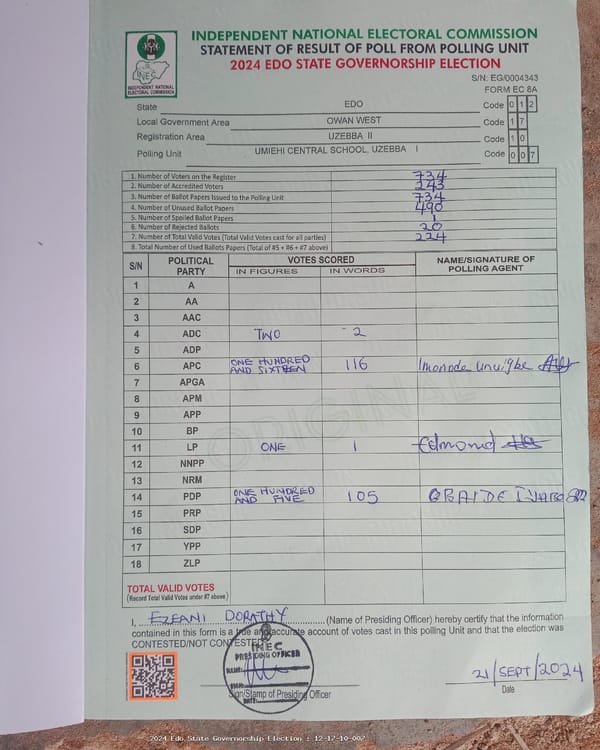 INDEPENDENT NATIONAL ELECTORAL COMMISSION
STATEMENT OF RESULT OF POLL FROM POLLING UNIT
2024 EDO STATE GOVERNORSHIP ELECTION
INEC
INDEPENDENT NATIONAL
ELECTORAL COMMISSION
S/N: EG/0004343
FORM EC 8A
State EDO Code 0 1 2
Local Government Area OWAN WEST Code 1 7
Registration Area UZEBBA II Code 1 0
Polling Unit UMIEHI CENTRAL SCHOOL, UZEBBA I Code 0 0 7
1. Number of Voters on the Register 734
2. Number of Accredited Voters 243
3. Number of Ballot Papers Issued to the Polling Unit 734
4. Number of Unused Ballot Papers 490
5. Number of Spoiled Ballot Papers 1
6. Number of Rejected Ballots 20
7. Number of Total Valid Votes (Total Valid Votes cast for all parties) 224
8. Total Number of Used Ballots Papers (Total of #5 + #6 + #7 above)
S/N POLITICAL PARTY VOTES SCORED NAME/SIGNATURE OF POLLING AGENT
IN FIGURES IN WORDS
1 A
2 AA
3 AAC
4 ADC TWO 2
5 ADP
6 APC ONE HUNDRED AND SIXTEEN 116 Imonode Unuigbe
7 APGA
8 APM
9 APP
10 BP
11 LP ONE 1 Edmond
12 NNPP
13 NRM
14 PDP ONE HUNDRED AND FIVE 105
15 PRP
16 SDP
17 YPP
18 ZLP
ORIGINAL
TOTAL VALID VOTES
(Record Total Valid Votes under #7 above)
I, EZEANI DORATHY (Name of Presiding Officer) hereby certify that the information
contained in this form is a true and accurate account of votes cast in this polling Unit and that the election was
CONTESTED/NOT CONTESTED
INEC
PRESIDING OFFICER
NAME:
SIGN:
DATE:
Sign/Stamp of Presiding Officer
21/SEPT/2024
Date
2024 Edo State Governorship Election : 12-17-10-007